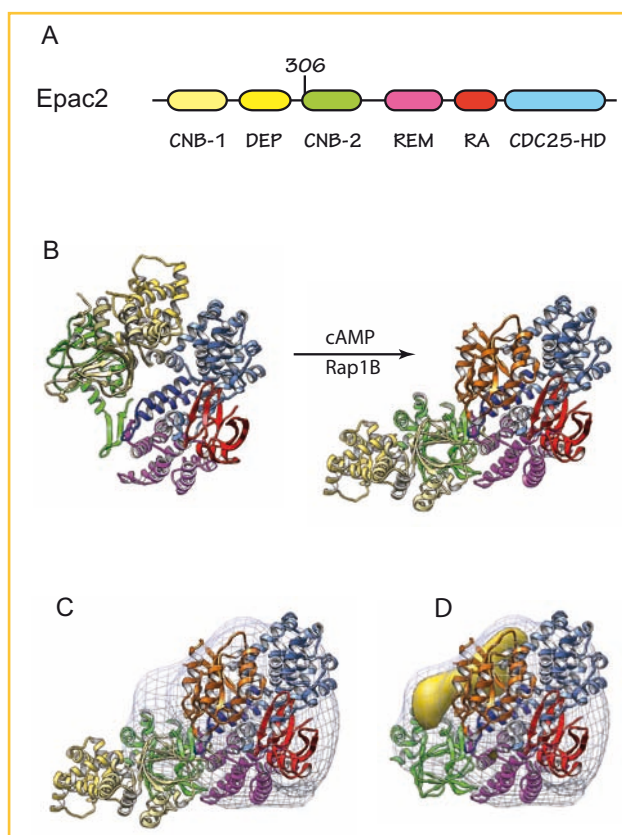 A
306
Epac2
CNB-1 DEP CNB-2 REM RA CDC25-HD
B
cAMP
Rap1B
C D